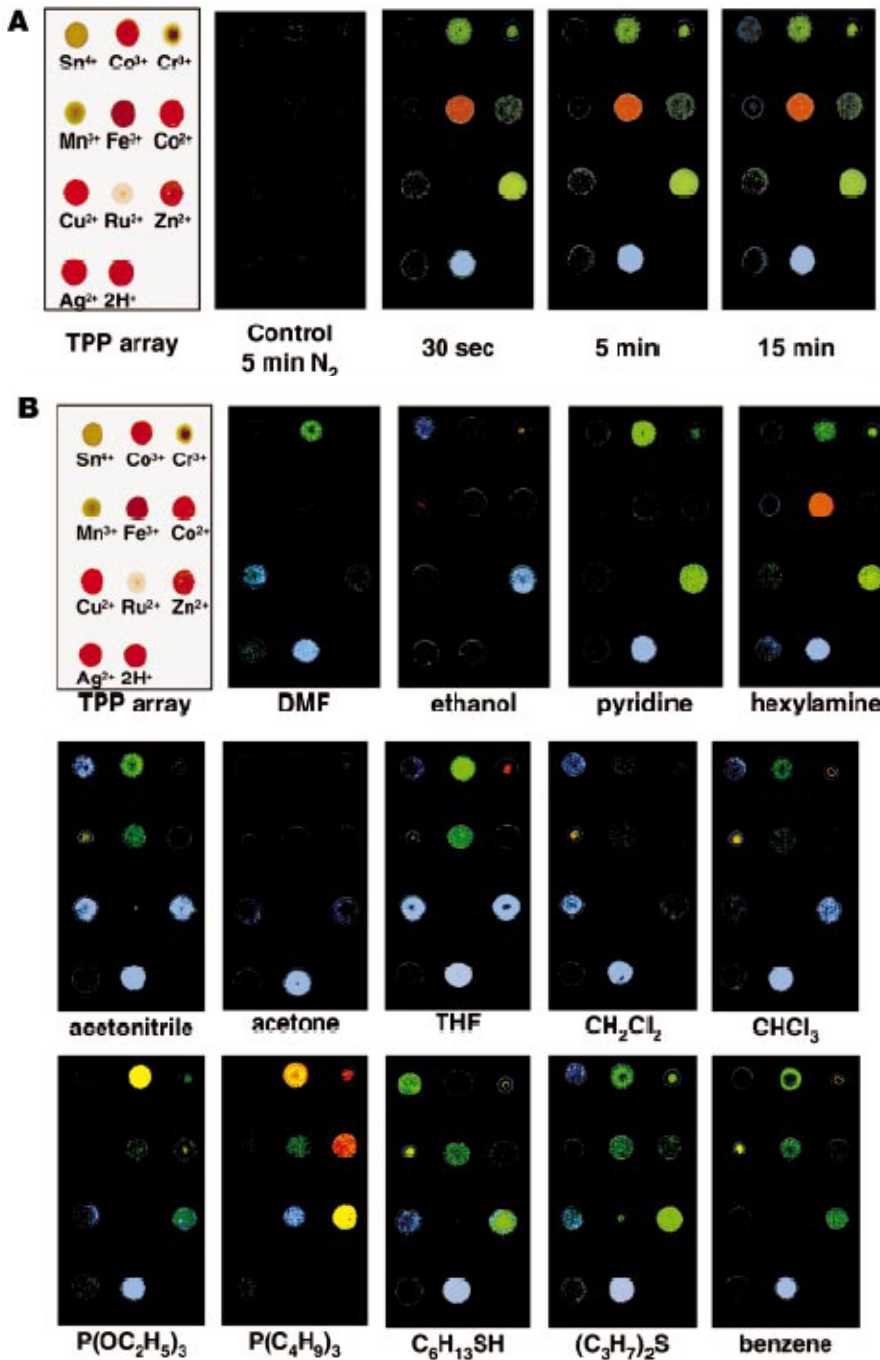 A
Sn⁴⁺ Co³⁺ Cr³⁺
Mn³⁺ Fe³⁺ Co²⁺
Cu²⁺ Ru²⁺ Zn²⁺
Ag²⁺ 2H⁺
TPP array
Control
5 min N₂
30 sec
5 min
15 min
B
Sn⁴⁺ Co³⁺ Cr³⁺
Mn³⁺ Fe³⁺ Co²⁺
Cu²⁺ Ru²⁺ Zn²⁺
Ag²⁺ 2H⁺
TPP array
DMF
ethanol
pyridine
hexylamine
acetonitrile
acetone
THF
CH₂Cl₂
CHCl₃
P(OC₂H₅)₃
P(C₄H₉)₃
C₆H₁₃SH
(C₃H₇)₂S
benzene